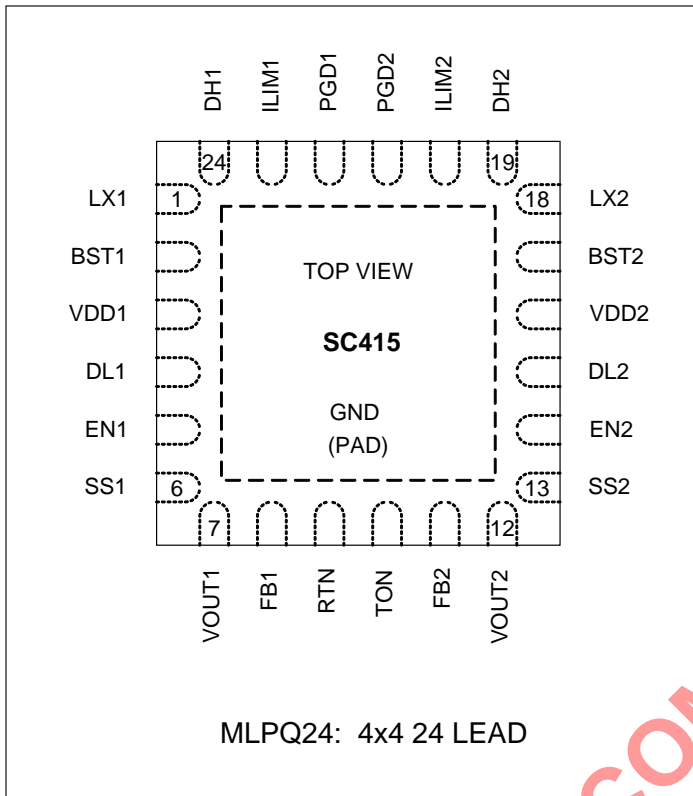 DH1 ILIM1 PGD1 PGD2 ILIM2 DH2
24 19
LX1 1 18 LX2
BST1 BST2
TOP VIEW
VDD1 VDD2
SC415
DL1 DL2
GND
EN1 EN2
(PAD)
SS1 6 13 SS2
7 12
VOUT1 FB1 RTN TON FB2 VOUT2
MLPQ24: 4x4 24 LEAD
COM